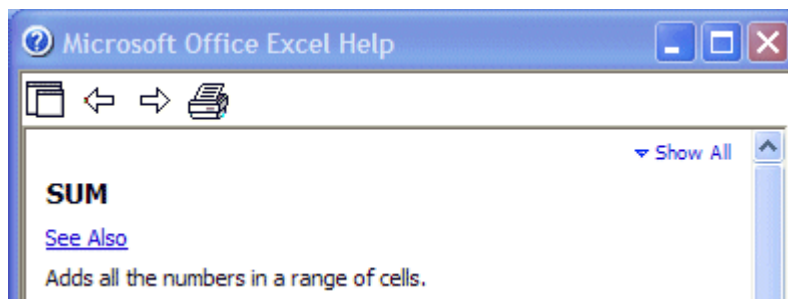 Microsoft Office Excel Help
Show All
SUM
See Also
Adds all the numbers in a range of cells.